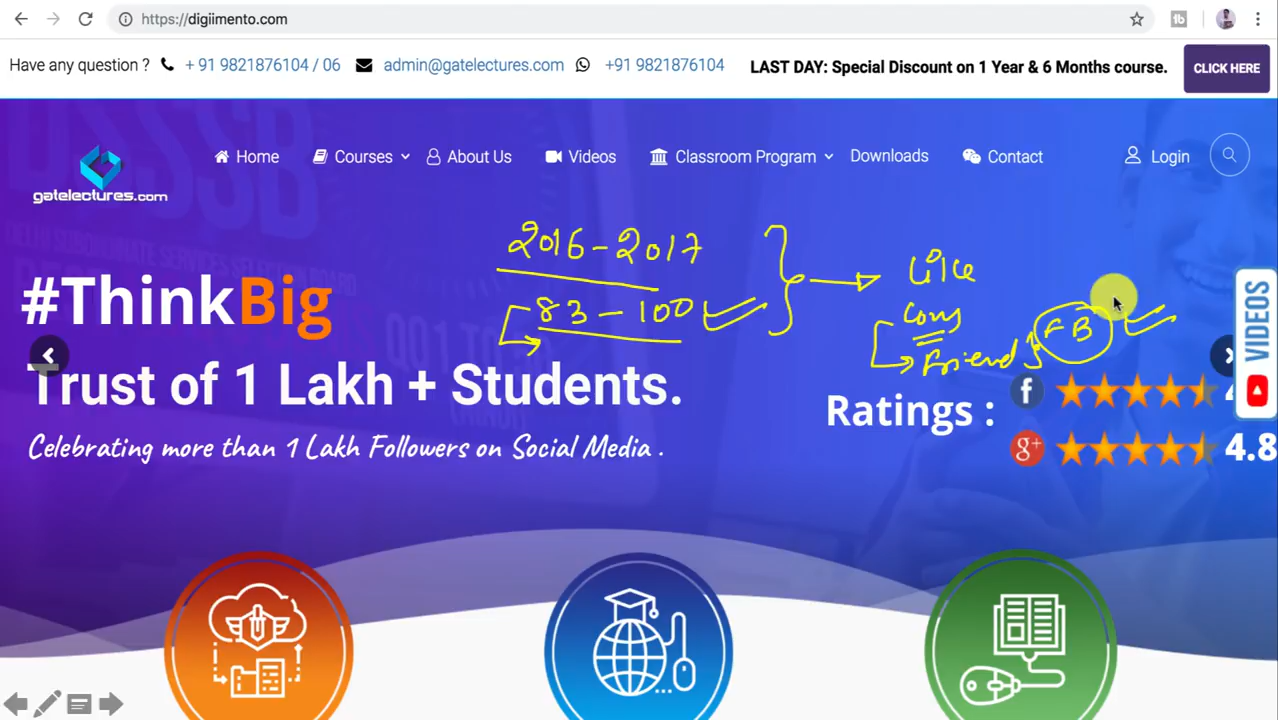 https://digiimento.com
Have any question ? + 91 9821876104 / 06 admin@gatelectures.com +91 9821876104 LAST DAY: Special Discount on 1 Year & 6 Months course. CLICK HERE
gatelectures.com Home Courses About Us Videos Classroom Program Downloads Contact Login
2016-2017
83-100
Like
Friend
FB
#ThinkBig
Trust of 1 Lakh + Students.
Celebrating more than 1 Lakh Followers on Social Media .
Ratings :
4.8
VIDEOS